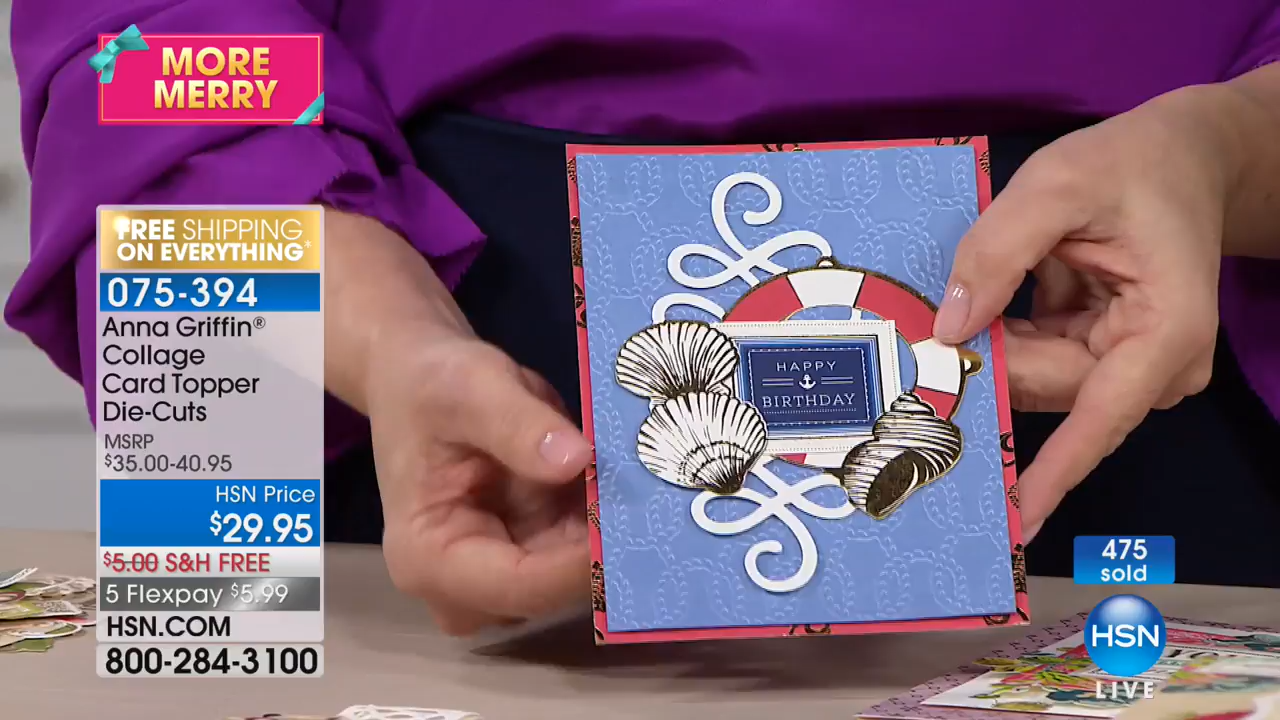 MORE
MERRY
FREE SHIPPING
ON EVERYTHING*
075-394
Anna Griffin®
Collage
Card Topper
Die-Cuts
MSRP
$35.00-40.95
HSN Price
$29.95
$5.00 S&H FREE
5 Flexpay $5.99
HSN.COM
800-284-3100
HAPPY
BIRTHDAY
475
sold
HSN
LIVE